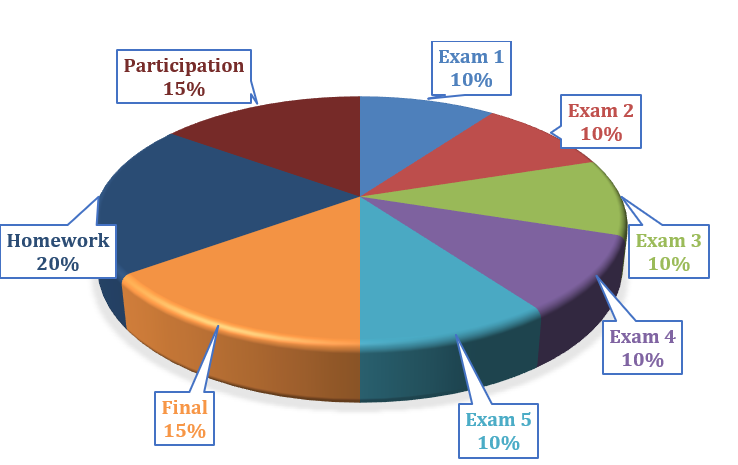 Exam 1
10%
Exam 2
10%
Exam 3
10%
Exam 4
10%
Exam 5
10%
Final
15%
Homework
20%
Participation
15%